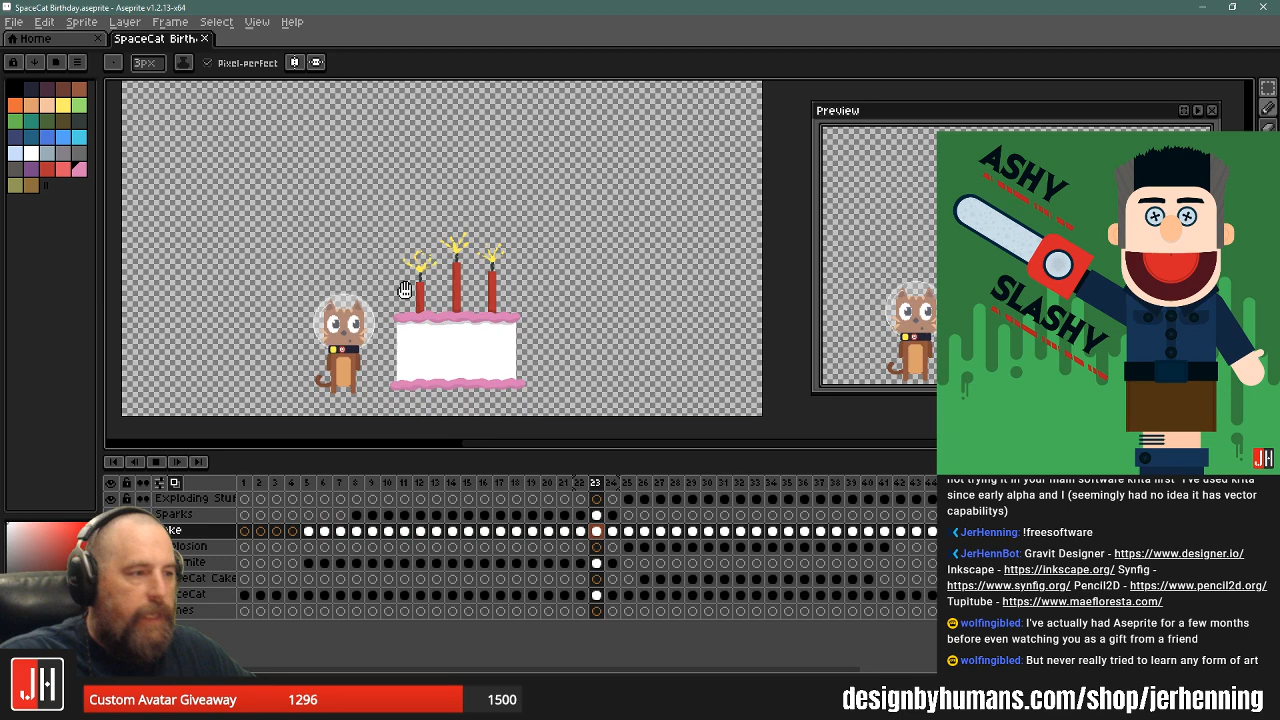 SpaceCat Birthday.aseprite - Aseprite v1.2.13-x64
File Edit Sprite Layer Frame Select View Help
Home SpaceCat Birth
3px Pixel-perfect
Preview
ASHY
SLASHY
JH
1 2 3 4 5 6 7 8 9 10 11 12 13 14 15 16 17 18 19 20 21 22 23 24 25 26 27 28 29 30 31 32 33 34 35 36 37 38 39 40 41 42 43 44
Exploding Stuf
Sparks
ke
plosion
mite
eCat Cake
eCat
nes
not trying it in your main software krita first" I've used krita
since early alpha and I (seemingly had no idea it has vector
capabilitys)
JerHenning: !freesoftware
JerHennBot: Gravit Designer - https://www.designer.io/
Inkscape - https://inkscape.org/ Synfig -
https://www.synfig.org/ Pencil2D - https://www.pencil2d.org/
Tupitube - https://www.maefloresta.com/
wolfingibled: I've actually had Aseprite for a few months
before even watching you as a gift from a friend
wolfingibled: But never really tried to learn any form of art
JH
Custom Avatar Giveaway 1296 1500
designbyhumans.com/shop/jerhenning